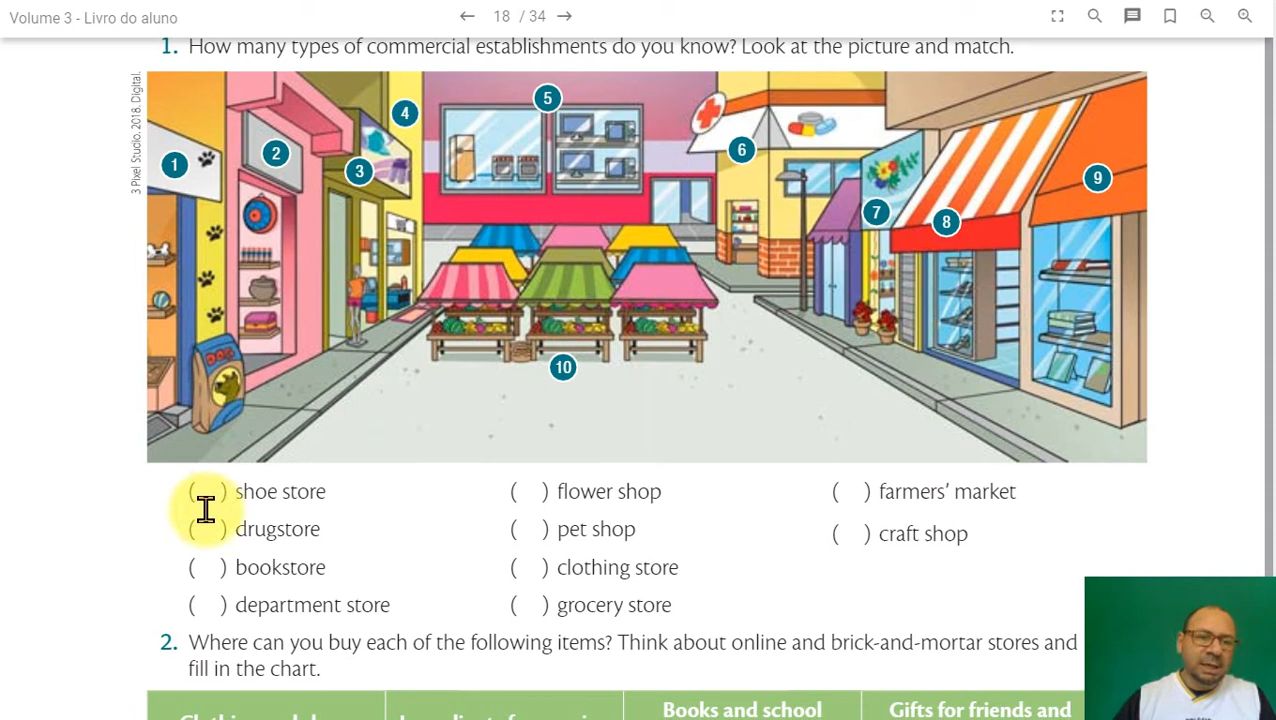 Volume 3 - Livro do aluno
18 / 34
1. How many types of commercial establishments do you know? Look at the picture and match.
3 Pixel Studio. 2018. Digital.
1
2
3
4
5
6
7
8
9
10
DOG
( ) shoe store
( ) drugstore
( ) bookstore
( ) department store
( ) flower shop
( ) pet shop
( ) clothing store
( ) grocery store
( ) farmers' market
( ) craft shop
2. Where can you buy each of the following items? Think about online and brick-and-mortar stores and
fill in the chart.
Books and school
Gifts for friends and